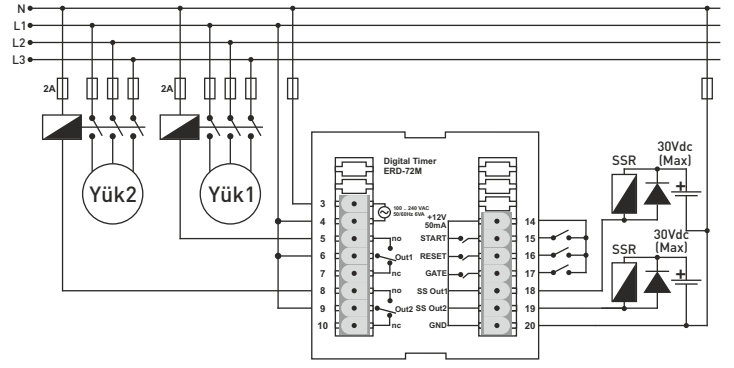 N
L1
L2
L3
2A
2A
Yük2
Yük1
Digital Timer
ERD-72M
100 .. 240 VAC
50/60Hz 6VA
3
4
5
6
7
8
9
10
no
Out1
nc
no
Out2
nc
+12V
50mA
START
RESET
GATE
SS Out1
SS Out2
GND
14
15
16
17
18
19
20
SSR
30Vdc
(Max)
+
SSR
30Vdc
(Max)
+